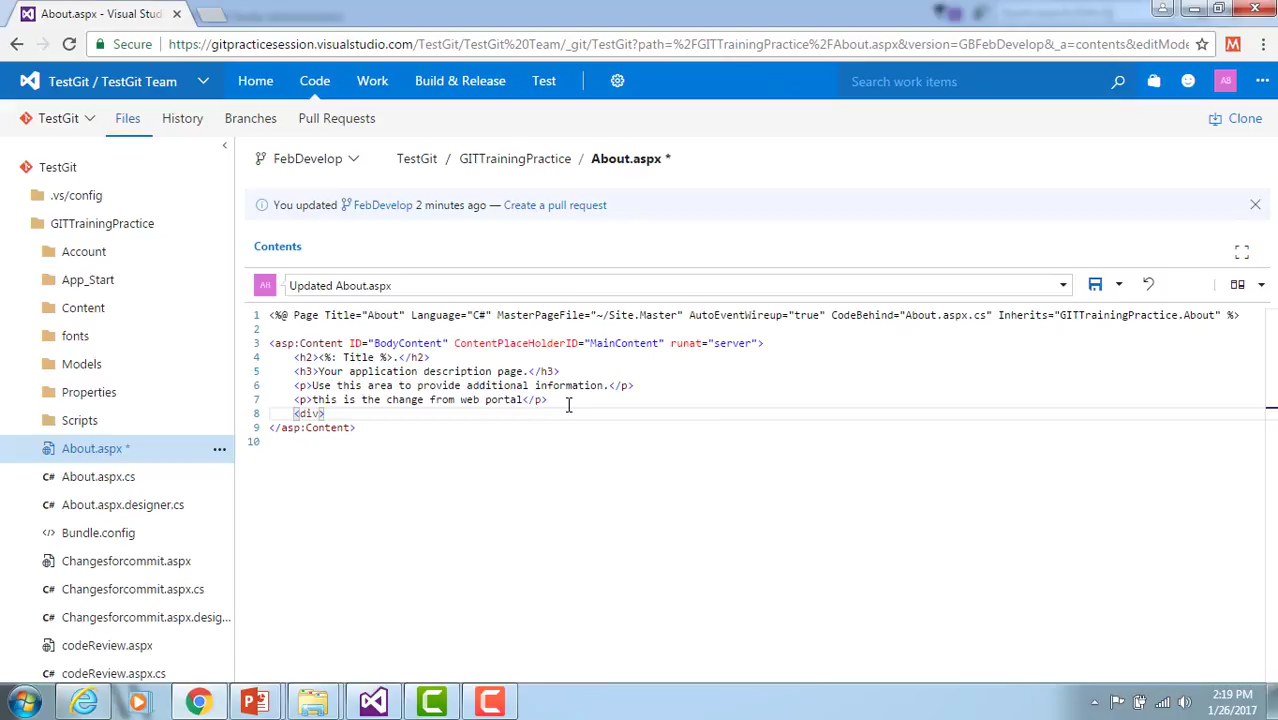 About.aspx - Visual Stud
Secure
https://gitpracticesession.visualstudio.com/TestGit/TestGit%20Team/_git/TestGit?path=%2FGITTrainingPractice%2FAbout.aspx&version=GBFebDevelop&_a=contents&editMode
TestGit / TestGit Team
Home
Code
Work
Build & Release
Test
Search work items
AB
TestGit
Files
History
Branches
Pull Requests
Clone
TestGit
.vs/config
GITTrainingPractice
Account
App_Start
Content
fonts
Models
Properties
Scripts
About.aspx *
C# About.aspx.cs
C# About.aspx.designer.cs
</> Bundle.config
Changesforcommit.aspx
C# Changesforcommit.aspx.cs
C# Changesforcommit.aspx.desig...
codeReview.aspx
C# codeReview.aspx.cs
FebDevelop
TestGit / GITTrainingPractice / About.aspx *
You updated FebDevelop 2 minutes ago — Create a pull request
Contents
AB
Updated About.aspx
1 <%@ Page Title="About" Language="C#" MasterPageFile="~/Site.Master" AutoEventWireup="true" CodeBehind="About.aspx.cs" Inherits="GITTrainingPractice.About" %>
2
3 <asp:Content ID="BodyContent" ContentPlaceHolderID="MainContent" runat="server">
4 <h2><%: Title %>.</h2>
5 <h3>Your application description page.</h3>
6 <p>Use this area to provide additional information.</p>
7 <p>this is the change from web portal</p>
8 <div>
9 </asp:Content>
10
2:19 PM
1/26/2017